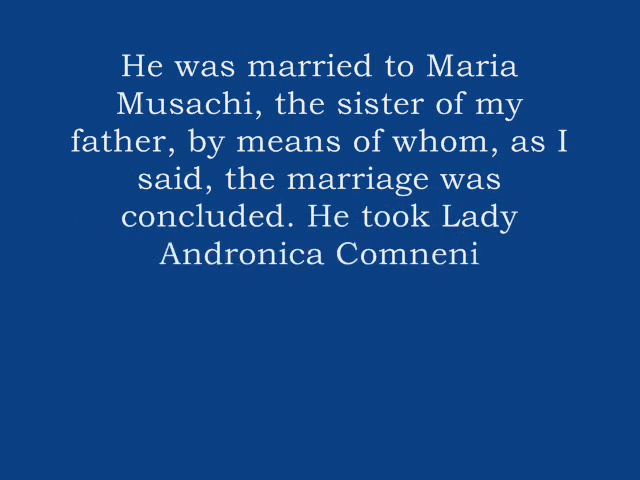 He was married to Maria
Musachi, the sister of my
father, by means of whom, as I
said, the marriage was
concluded. He took Lady
Andronica Comneni